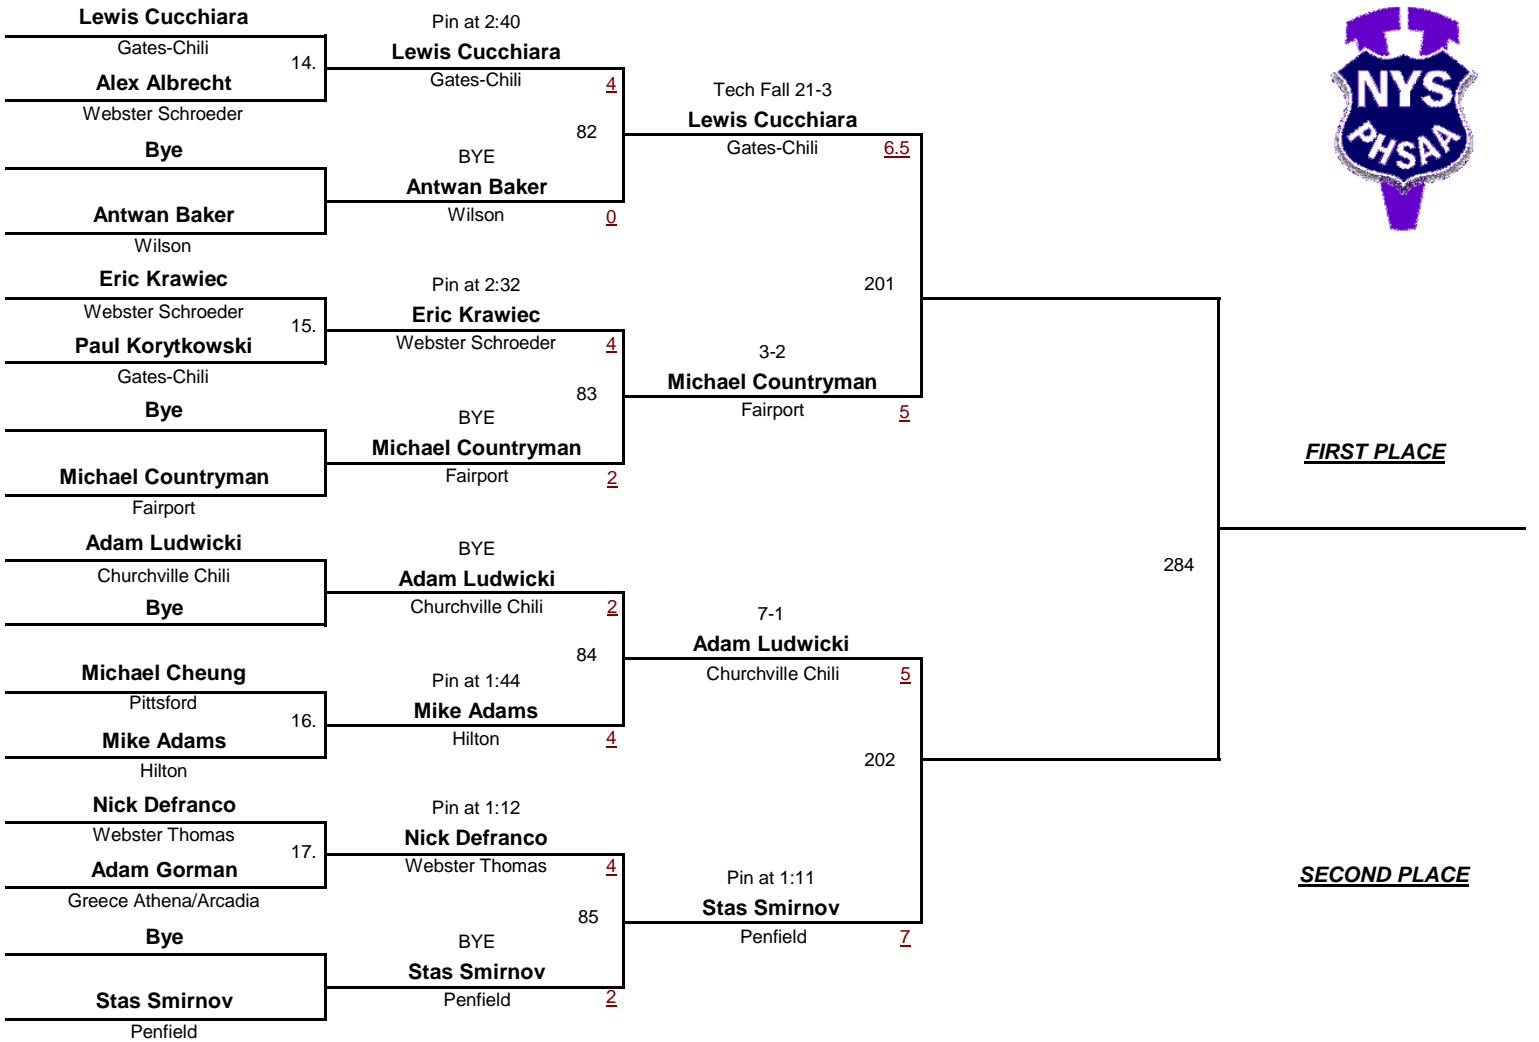 Lewis Cucchiara
Gates-Chili
14.
Alex Albrecht
Webster Schroeder
Bye
Antwan Baker
Wilson
Eric Krawiec
Webster Schroeder
15.
Paul Korytkowski
Gates-Chili
Bye
Michael Countryman
Fairport
Adam Ludwicki
Churchville Chili
Bye
Michael Cheung
Pittsford
16.
Mike Adams
Hilton
Nick Defranco
Webster Thomas
17.
Adam Gorman
Greece Athena/Arcadia
Bye
Stas Smirnov
Penfield
Pin at 2:40
Lewis Cucchiara
Gates-Chili
4
82
BYE
Antwan Baker
Wilson
0
Pin at 2:32
Eric Krawiec
Webster Schroeder
4
83
BYE
Michael Countryman
Fairport
2
BYE
Adam Ludwicki
Churchville Chili
2
84
Pin at 1:44
Mike Adams
Hilton
4
Pin at 1:12
Nick Defranco
Webster Thomas
4
85
BYE
Stas Smirnov
Penfield
2
Tech Fall 21-3
Lewis Cucchiara
Gates-Chili
6.5
201
3-2
Michael Countryman
Fairport
5
7-1
Adam Ludwicki
Churchville Chili
5
202
Pin at 1:11
Stas Smirnov
Penfield
7
284
NYS
PHSAA
FIRST PLACE
SECOND PLACE